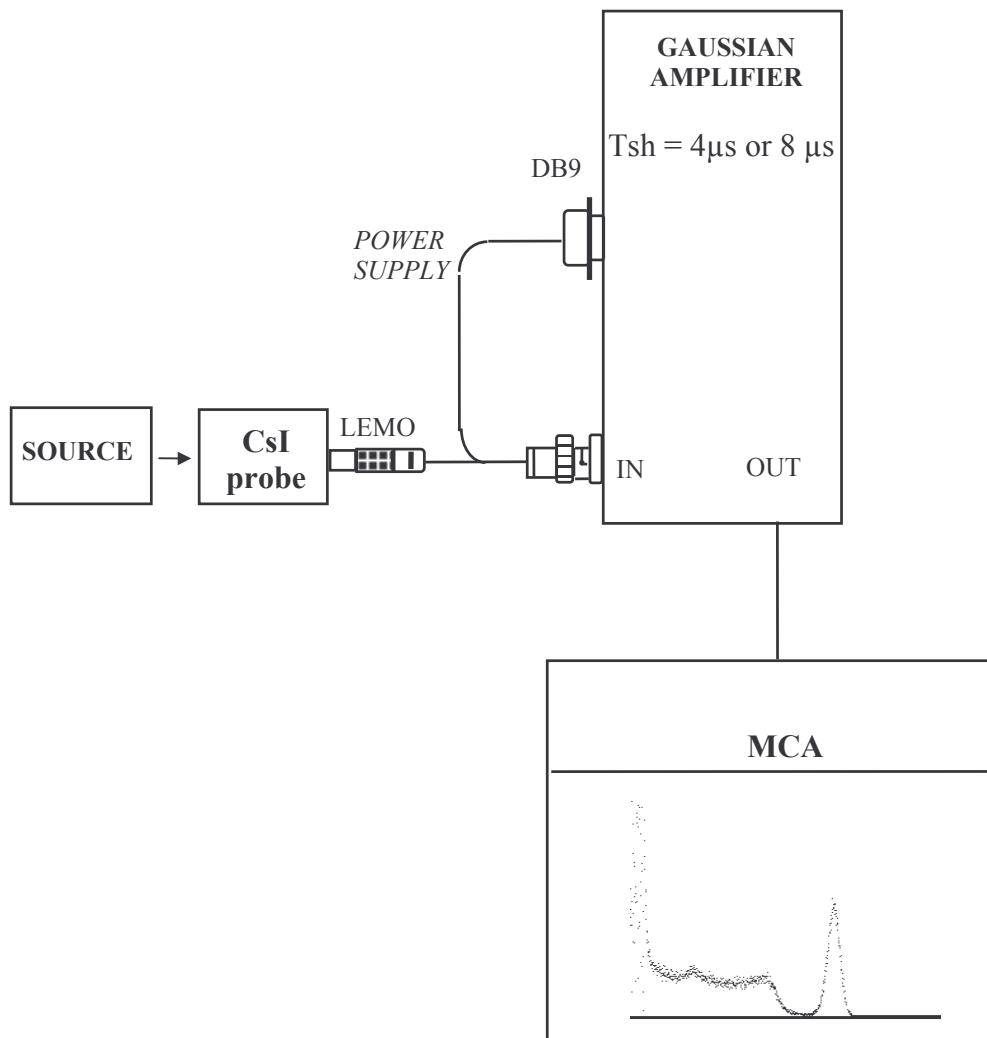 GAUSSIAN
AMPLIFIER
Tsh = 4µs or 8 µs
DB9
POWER
SUPPLY
SOURCE
CsI
probe
LEMO
IN
OUT
MCA